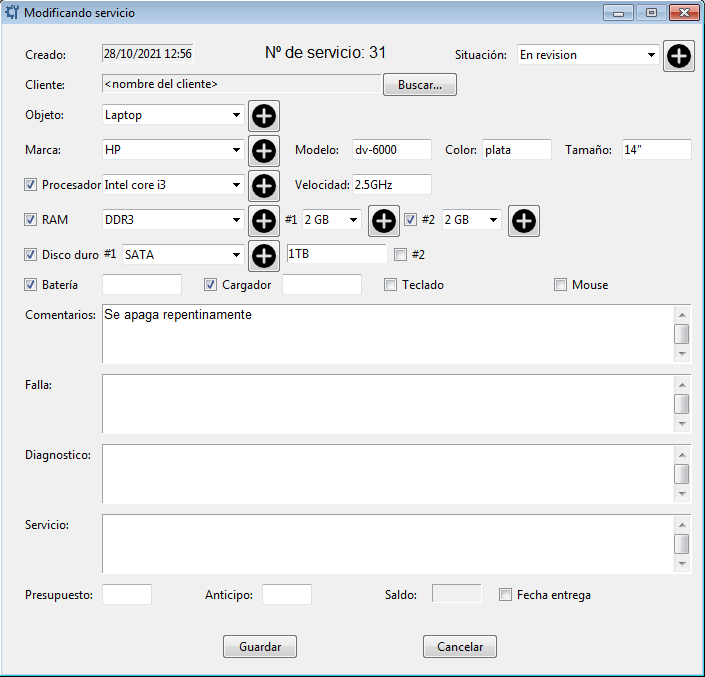 Modificando servicio
Creado: 28/10/2021 12:56 Nº de servicio: 31 Situación: En revision
Cliente: <nombre del cliente> Buscar...
Objeto: Laptop
Marca: HP Modelo: dv-6000 Color: plata Tamaño: 14"
Procesador Intel core i3 Velocidad: 2.5GHz
RAM DDR3 #1 2 GB #2 2 GB
Disco duro #1 SATA 1TB #2
Batería Cargador Teclado Mouse
Comentarios: Se apaga repentinamente
Falla:
Diagnostico:
Servicio:
Presupuesto: Anticipo: Saldo: Fecha entrega
Guardar Cancelar